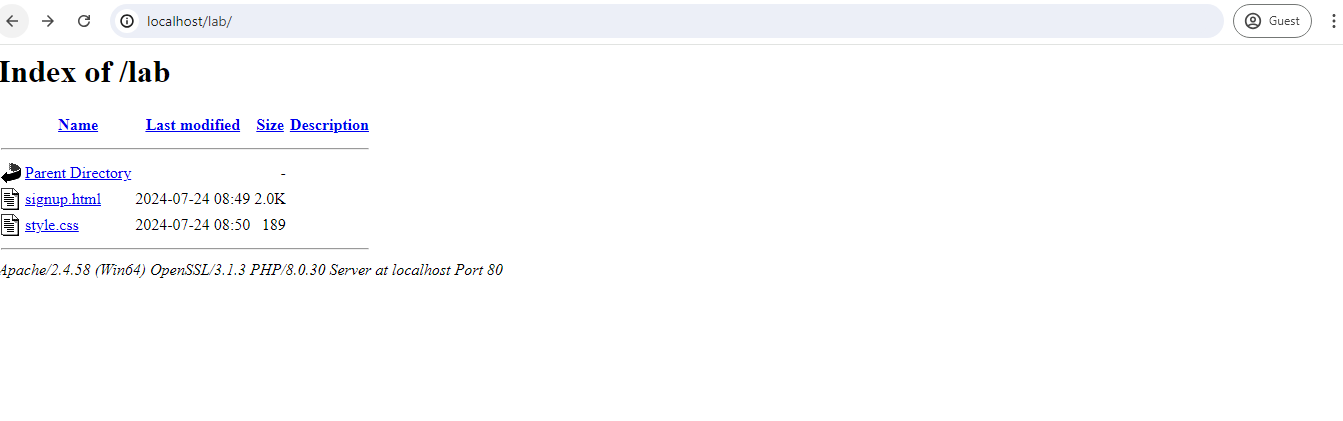 localhost/lab/
Guest
Index of /lab
Name Last modified Size Description
Parent Directory -
signup.html 2024-07-24 08:49 2.0K
style.css 2024-07-24 08:50 189
Apache/2.4.58 (Win64) OpenSSL/3.1.3 PHP/8.0.30 Server at localhost Port 80